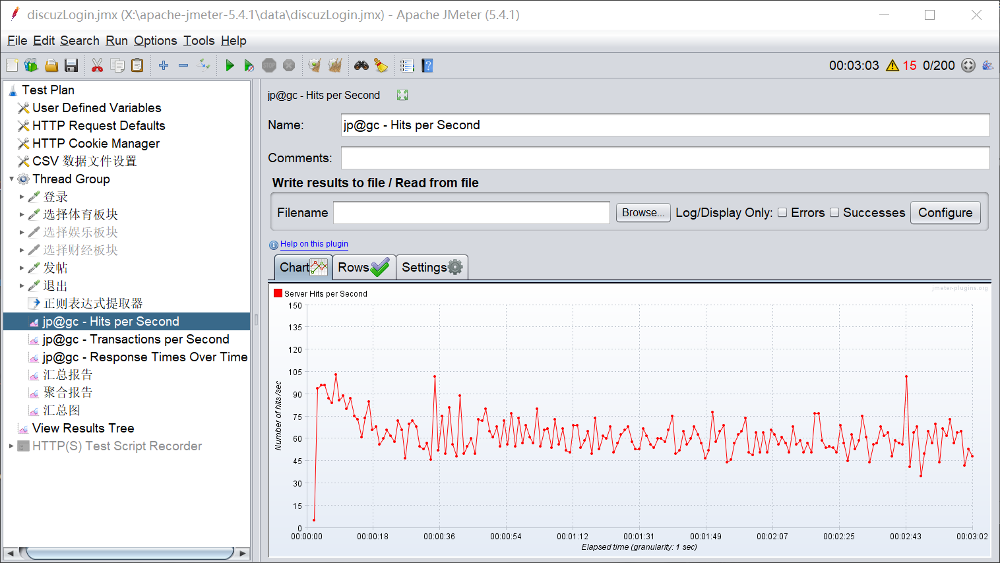 discuzLogin.jmx (X:\apache-jmeter-5.4.1\data\discuzLogin.jmx) - Apache JMeter (5.4.1)
File Edit Search Run Options Tools Help
STOP
00:03:03 15 0/200
Test Plan
User Defined Variables
HTTP Request Defaults
HTTP Cookie Manager
CSV 数据文件设置
Thread Group
登录
选择体育板块
选择娱乐板块
选择财经板块
发帖
退出
正则表达式提取器
jp@gc - Hits per Second
jp@gc - Transactions per Second
jp@gc - Response Times Over Time
汇总报告
聚合报告
汇总图
View Results Tree
HTTP(S) Test Script Recorder
jp@gc - Hits per Second
Name: jp@gc - Hits per Second
Comments:
Write results to file / Read from file
Filename Browse... Log/Display Only: Errors Successes Configure
Help on this plugin
Chart Rows Settings
jmeter-plugins.org
Server Hits per Second
150
135
120
105
90
75
60
45
30
15
0
Number of hits /sec
00:00:00 00:00:18 00:00:36 00:00:54 00:01:12 00:01:31 00:01:49 00:02:07 00:02:25 00:02:43 00:03:02
Elapsed time (granularity: 1 sec)